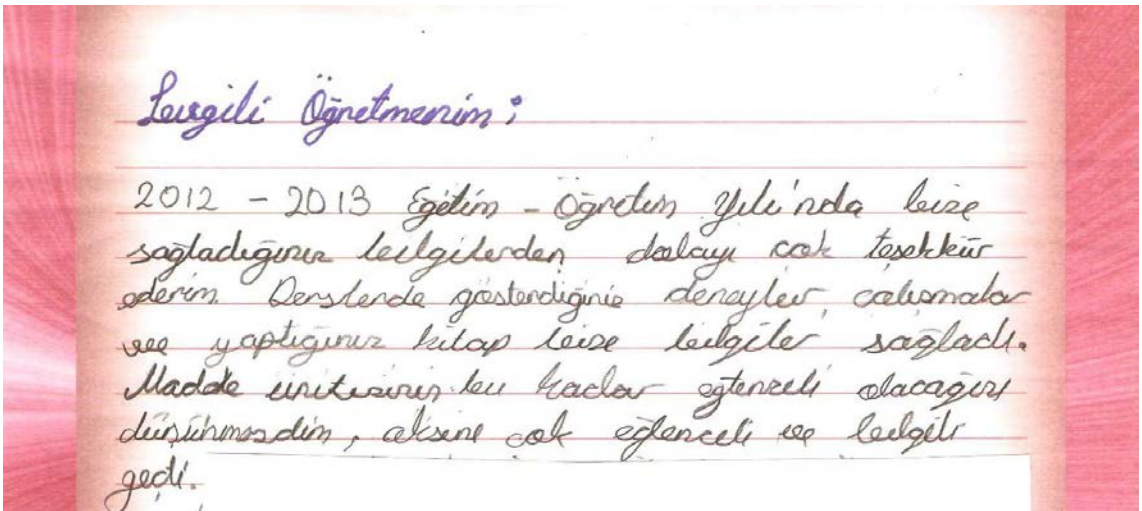 Sevgili Öğretmenim;
2012 - 2013 Eğitim - Öğretim Yılı'nda bize
sağladığınız bilgilerden dolayı çok teşekkür
ederim. Derslerde gösterdiğiniz deneyler, çalışmalar
ve yaptığınız kitap bize bilgiler sağladı.
Madde ünitesinin bu kadar eğlenceli olacağını
düşünmezdim, aksine çok eğlenceli ve bilgili
geçti.